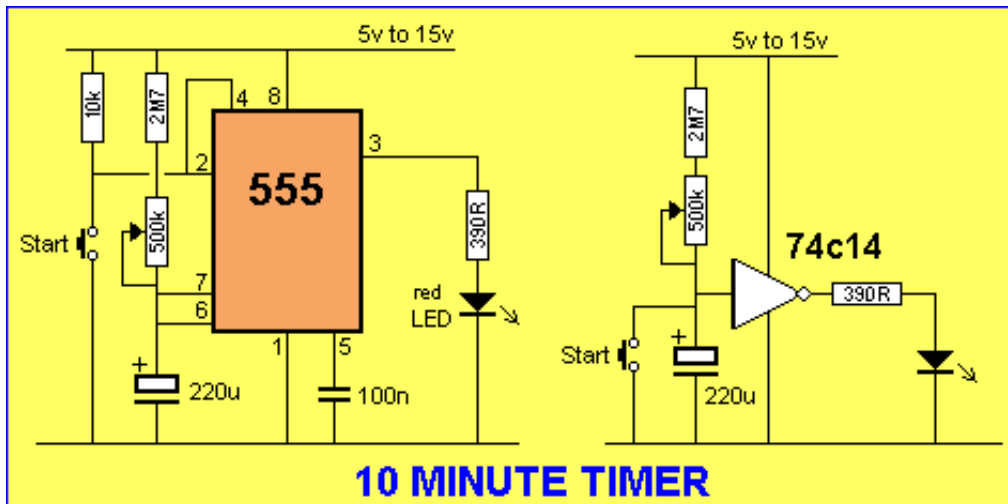 5v to 15v
10k
2M7
4
8
2
3
555
500k
390R
Start
7
6
red
LED
1
5
+
220u
100n
5v to 15v
2M7
500k
74c14
390R
Start
+
220u
10 MINUTE TIMER